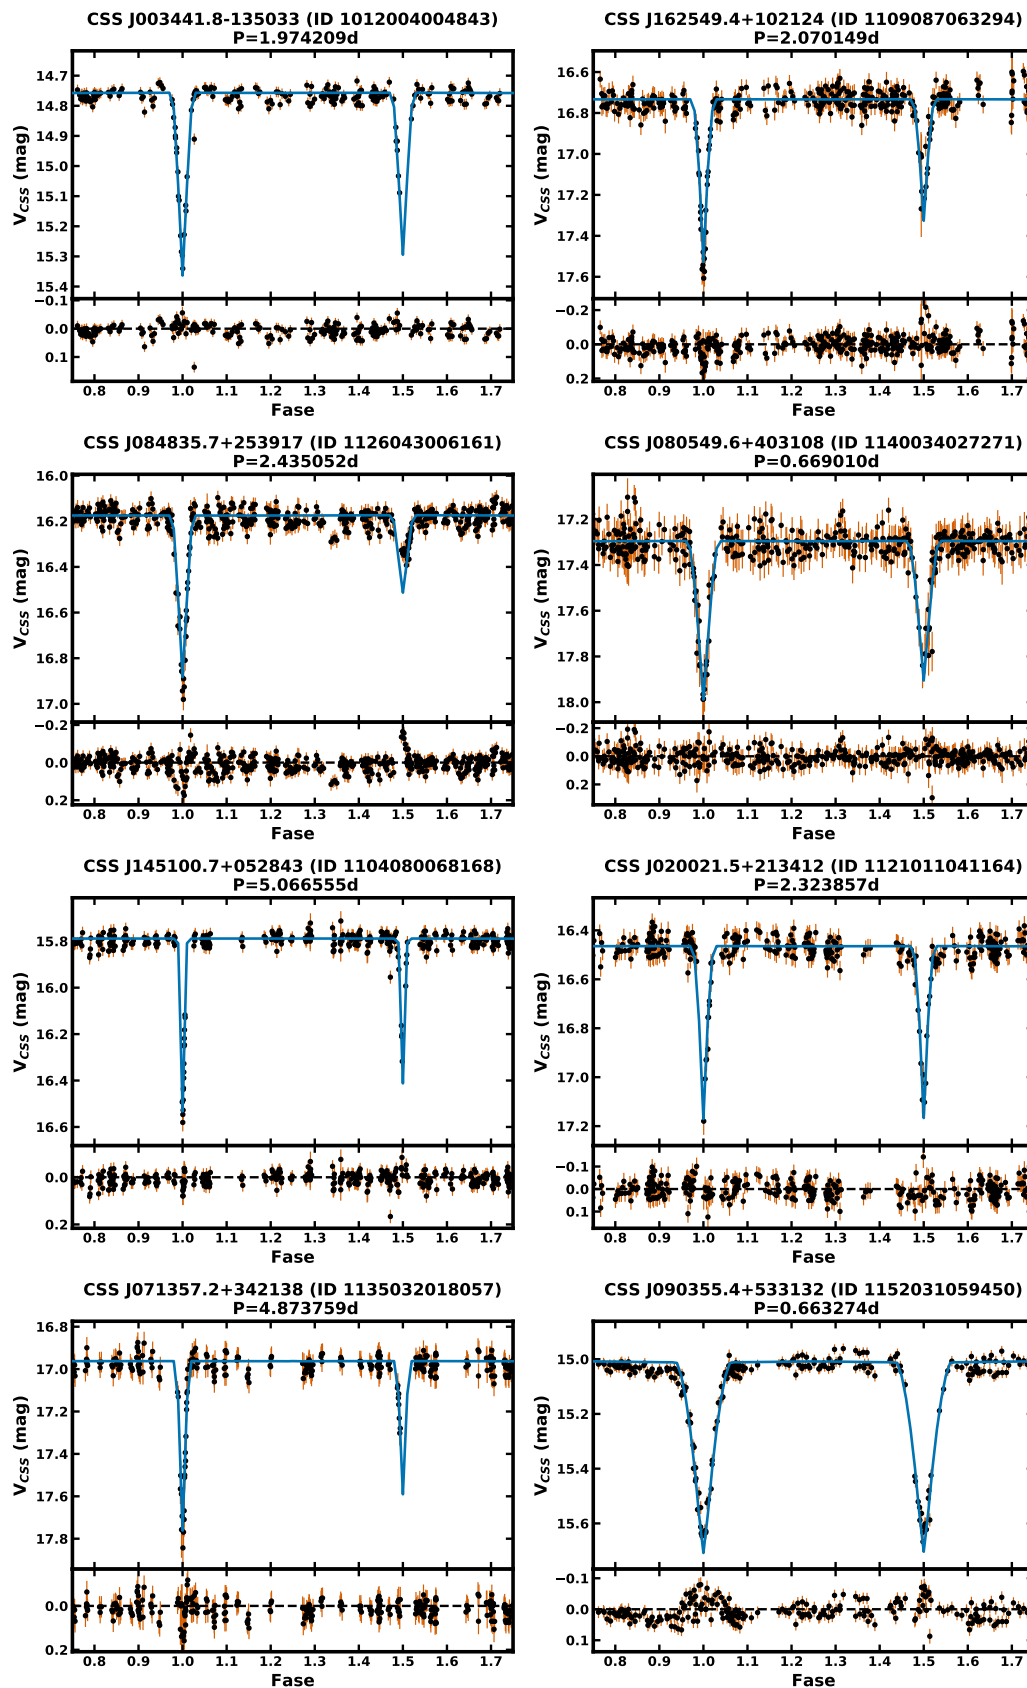 CSS J003441.8-135033 (ID 1012004004843)
P=1.974209d
14.7
14.8
14.9
15.0
15.1
15.2
15.3
15.4
V_CSS (mag)
−0.1
0.0
0.1
0.8 0.9 1.0 1.1 1.2 1.3 1.4 1.5 1.6 1.7
Fase
CSS J162549.4+102124 (ID 1109087063294)
P=2.070149d
16.6
16.8
17.0
17.2
17.4
17.6
V_CSS (mag)
−0.2
0.0
0.2
0.8 0.9 1.0 1.1 1.2 1.3 1.4 1.5 1.6 1.7
Fase
CSS J084835.7+253917 (ID 1126043006161)
P=2.435052d
16.0
16.2
16.4
16.6
16.8
17.0
V_CSS (mag)
−0.2
0.0
0.2
0.8 0.9 1.0 1.1 1.2 1.3 1.4 1.5 1.6 1.7
Fase
CSS J080549.6+403108 (ID 1140034027271)
P=0.669010d
17.2
17.4
17.6
17.8
18.0
V_CSS (mag)
−0.2
0.0
0.2
0.8 0.9 1.0 1.1 1.2 1.3 1.4 1.5 1.6 1.7
Fase
CSS J145100.7+052843 (ID 1104080068168)
P=5.066555d
15.8
16.0
16.2
16.4
16.6
V_CSS (mag)
0.0
0.2
0.8 0.9 1.0 1.1 1.2 1.3 1.4 1.5 1.6 1.7
Fase
CSS J020021.5+213412 (ID 1121011041164)
P=2.323857d
16.4
16.6
16.8
17.0
17.2
V_CSS (mag)
−0.1
0.0
0.1
0.8 0.9 1.0 1.1 1.2 1.3 1.4 1.5 1.6 1.7
Fase
CSS J071357.2+342138 (ID 1135032018057)
P=4.873759d
16.8
17.0
17.2
17.4
17.6
17.8
V_CSS (mag)
0.0
0.2
0.8 0.9 1.0 1.1 1.2 1.3 1.4 1.5 1.6 1.7
Fase
CSS J090355.4+533132 (ID 1152031059450)
P=0.663274d
15.0
15.2
15.4
15.6
V_CSS (mag)
−0.1
0.0
0.1
0.8 0.9 1.0 1.1 1.2 1.3 1.4 1.5 1.6 1.7
Fase